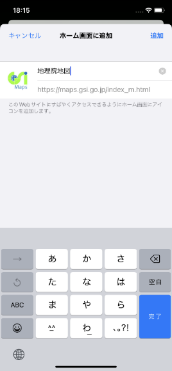 18:15
キャンセル
ホーム画面に追加
追加
地理院地図
Maps
https://maps.gsi.go.jp/index_m.html
このWebサイトにすばやくアクセスできるようにホーム画面にアイコンを追加します。
→
あ
か
さ
た
な
は
空白
ABC
ま
や
ら
完了
^^
わ
､｡?!